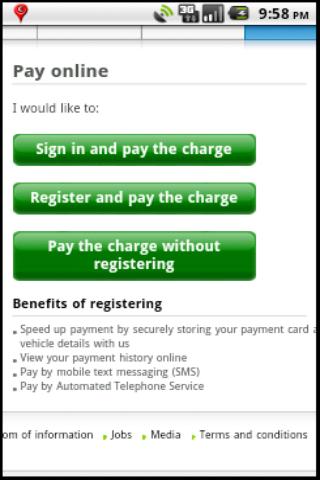 3G
9:58 PM
Pay online
I would like to:
Sign in and pay the charge
Register and pay the charge
Pay the charge without
registering
Benefits of registering
Speed up payment by securely storing your payment card a
vehicle details with us
View your payment history online
Pay by mobile text messaging (SMS)
Pay by Automated Telephone Service
om of information Jobs Media Terms and conditions